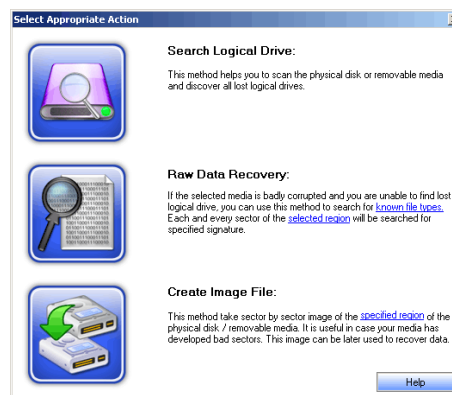 Select Appropriate Action
Search Logical Drive:
This method helps you to scan the physical disk or removable media
and discover all lost logical drives.
Raw Data Recovery:
If the selected media is badly corrupted and you are unable to find lost
logical drive, you can use this method to search for known file types.
Each and every sector of the selected region will be searched for
specified signature.
Create Image File:
This method take sector by sector image of the specified region of the
physical disk / removable media. It is useful in case your media has
developed bad sectors. This image can be later used to recover data.
Help